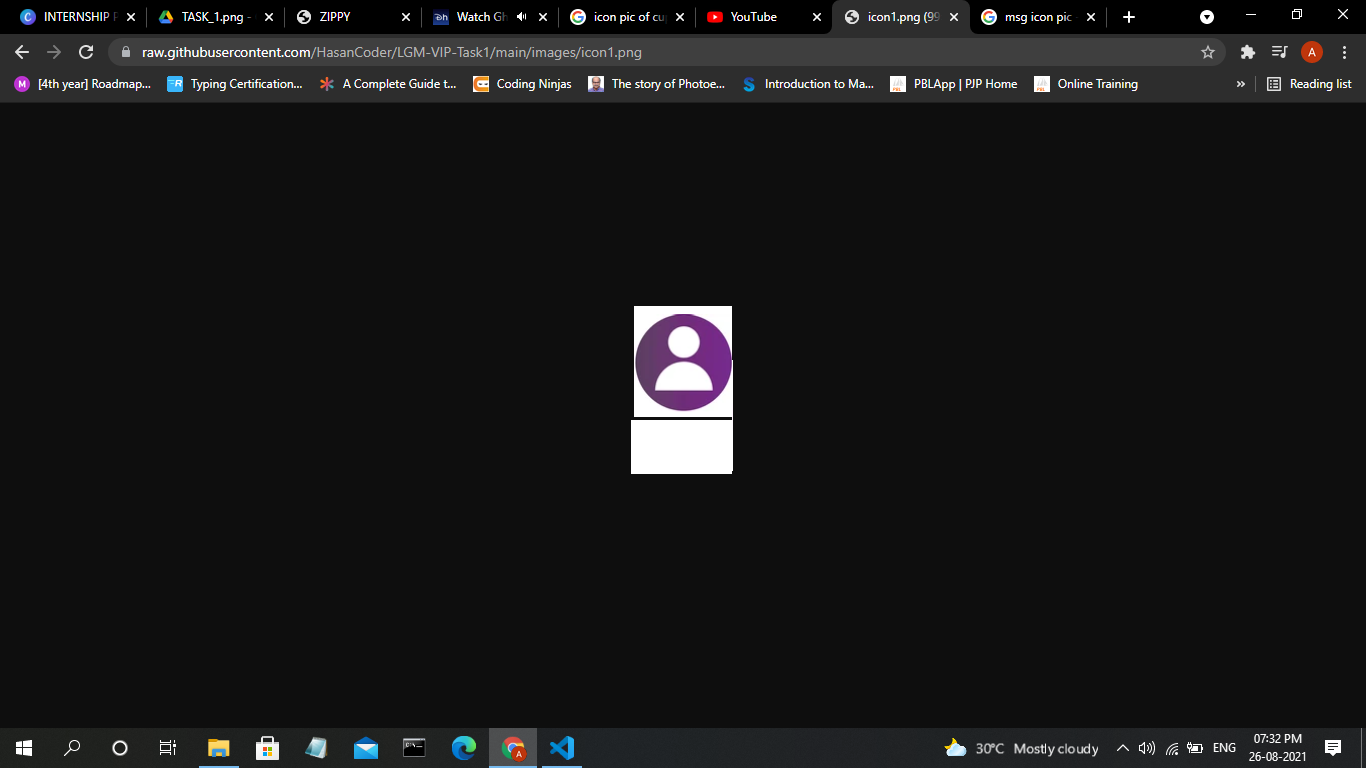 INTERNSHIP P
TASK_1.png -
ZIPPY
Watch Gh
icon pic of cu
YouTube
icon1.png (99
msg icon pic
A
raw.githubusercontent.com/HasanCoder/LGM-VIP-Task1/main/images/icon1.png
M [4th year] Roadmap... Typing Certification... A Complete Guide t... Coding Ninjas The story of Photoe... Introduction to Ma... PBLApp | PJP Home Online Training » Reading list
30°C Mostly cloudy ENG
07:32 PM
26-08-2021